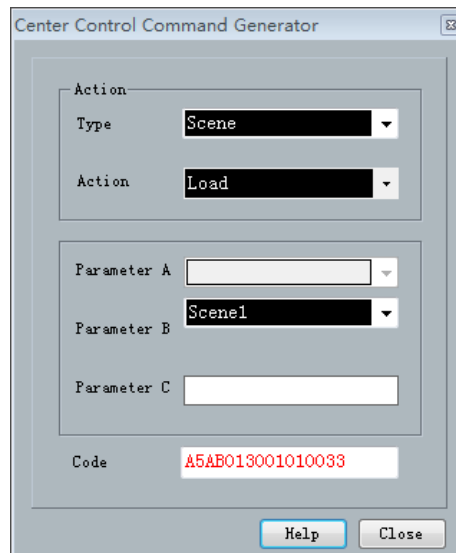 Center Control Command Generator
Action
Type Scene
Action Load
Parameter A
Scene1
Parameter B
Parameter C
Code A5AB013001010033
Help Close